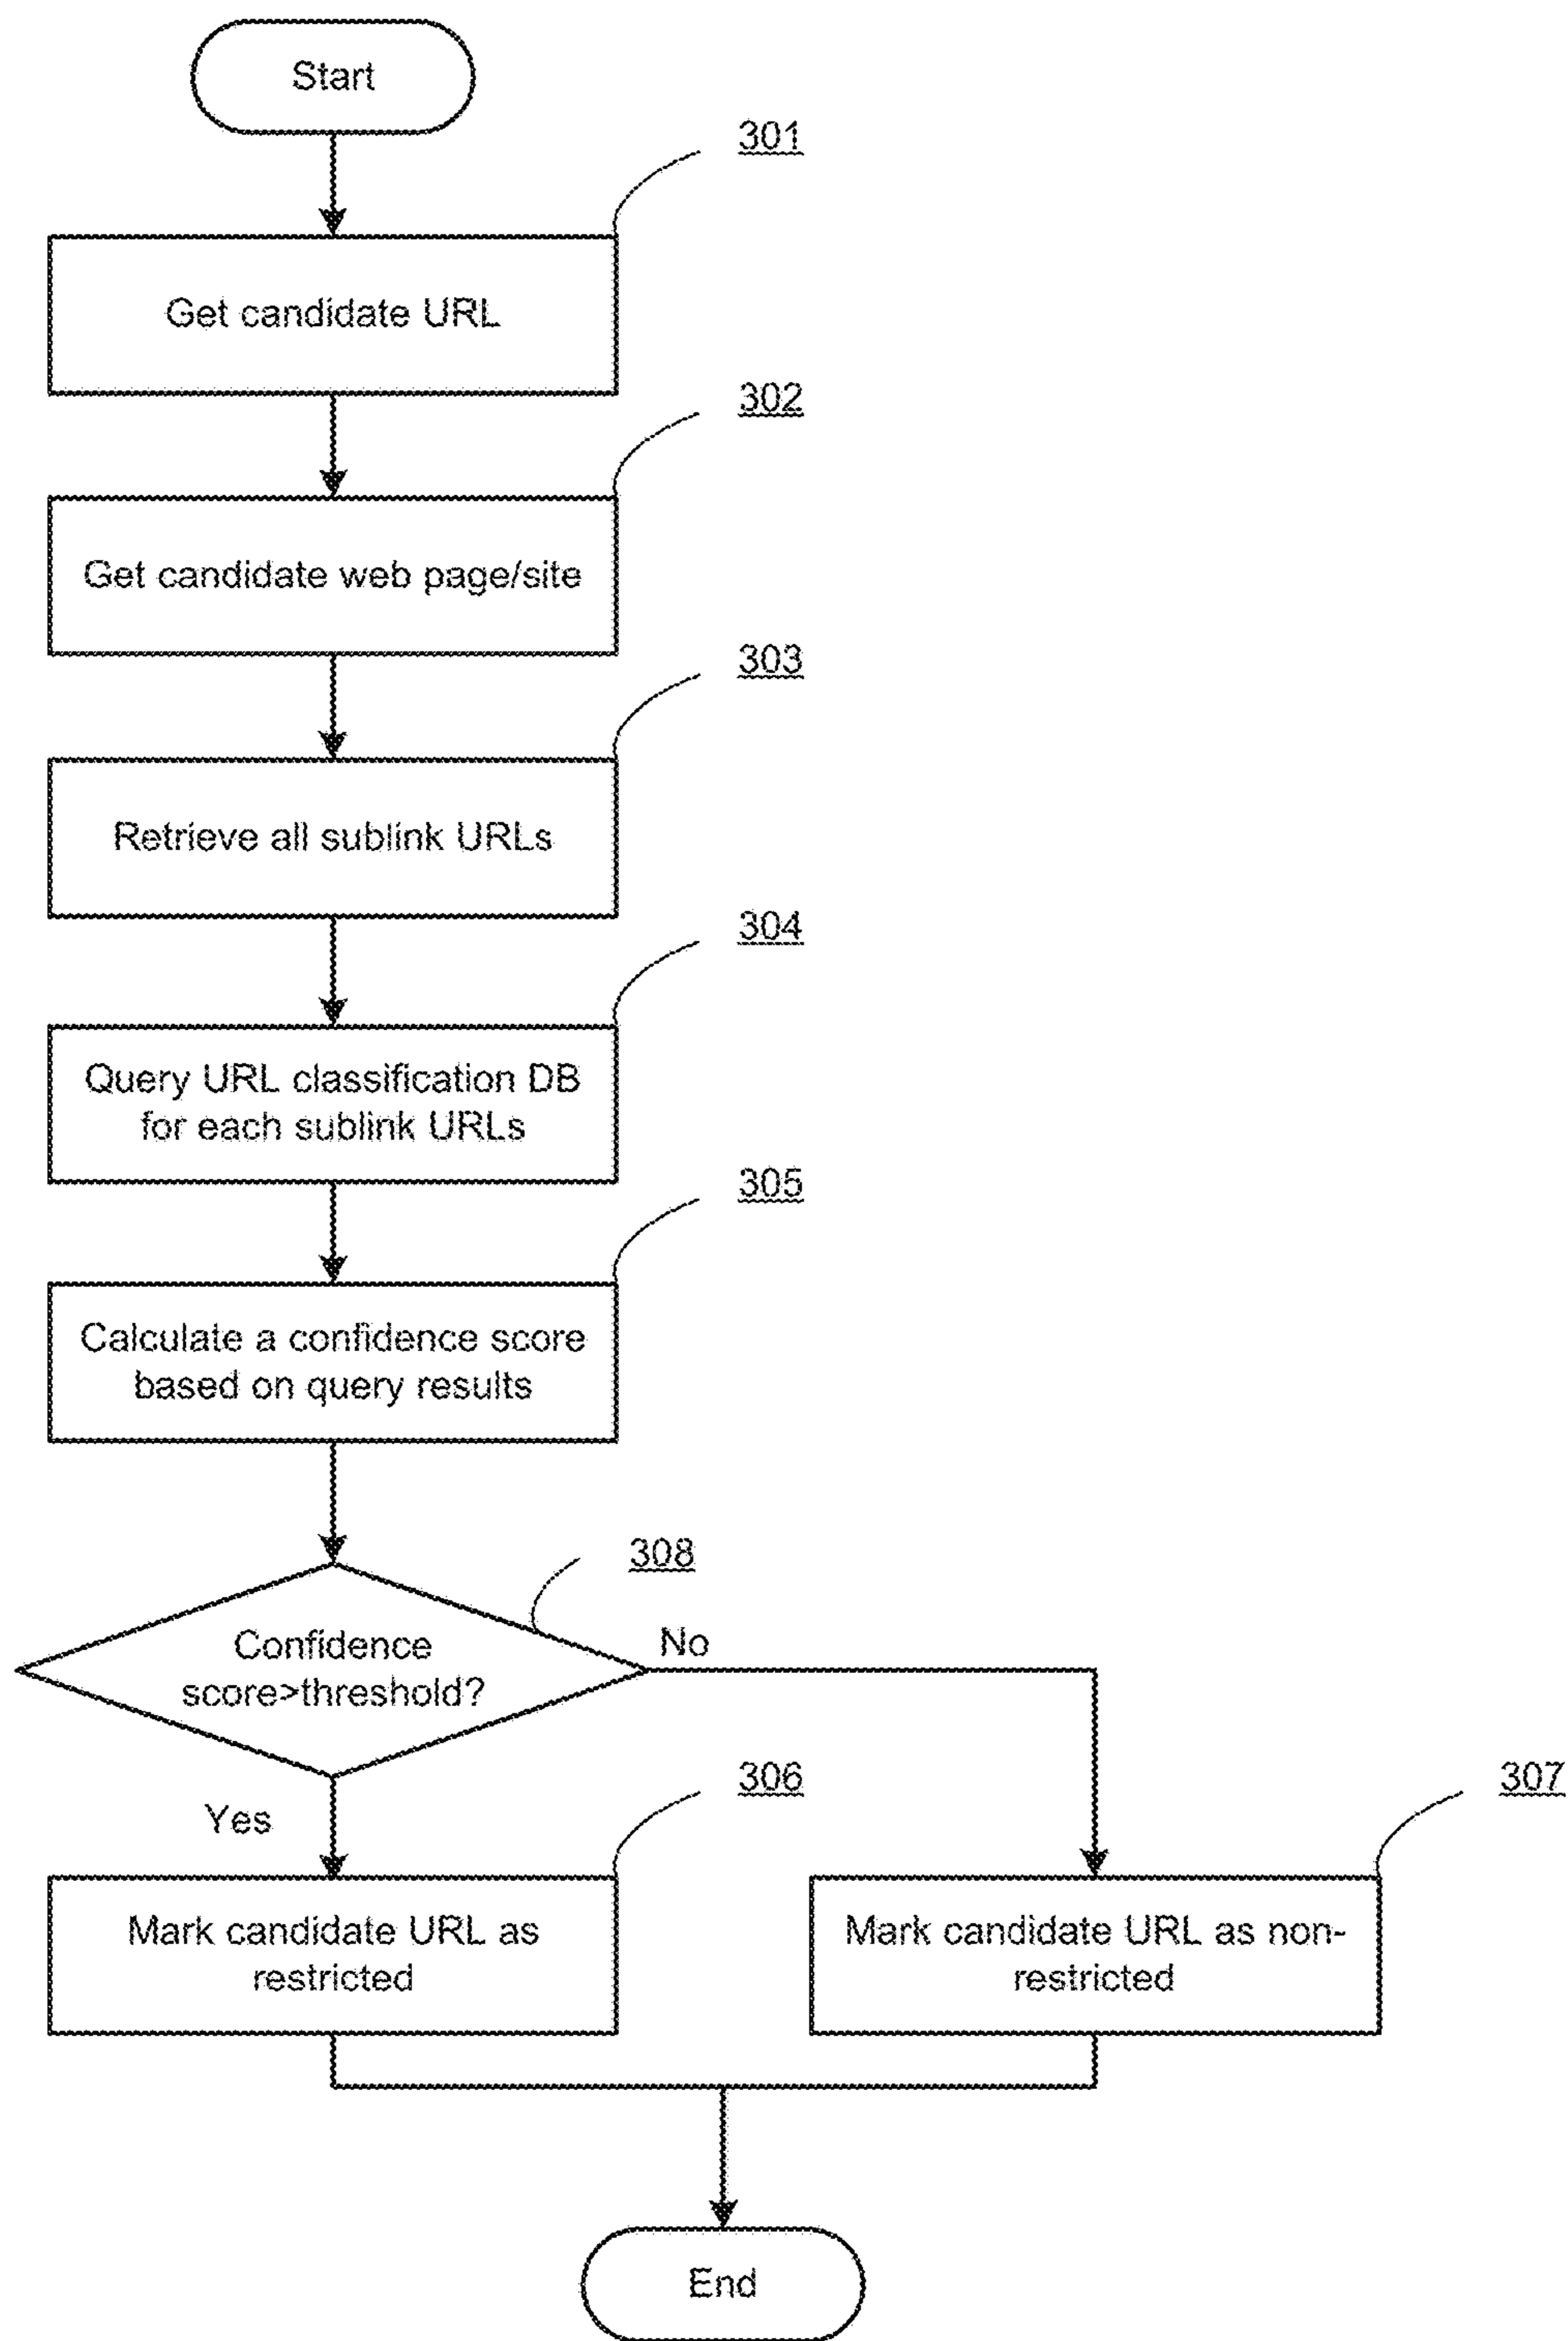 Start
301
Get candidate URL
302
Get candidate web page/site
303
Retrieve all sublink URLs
304
Query URL classification DB
for each sublink URLs
305
Calculate a confidence score
based on query results
308
Confidence
score>threshold?
No
Yes
306
Mark candidate URL as
restricted
307
Mark candidate URL as non-
restricted
End